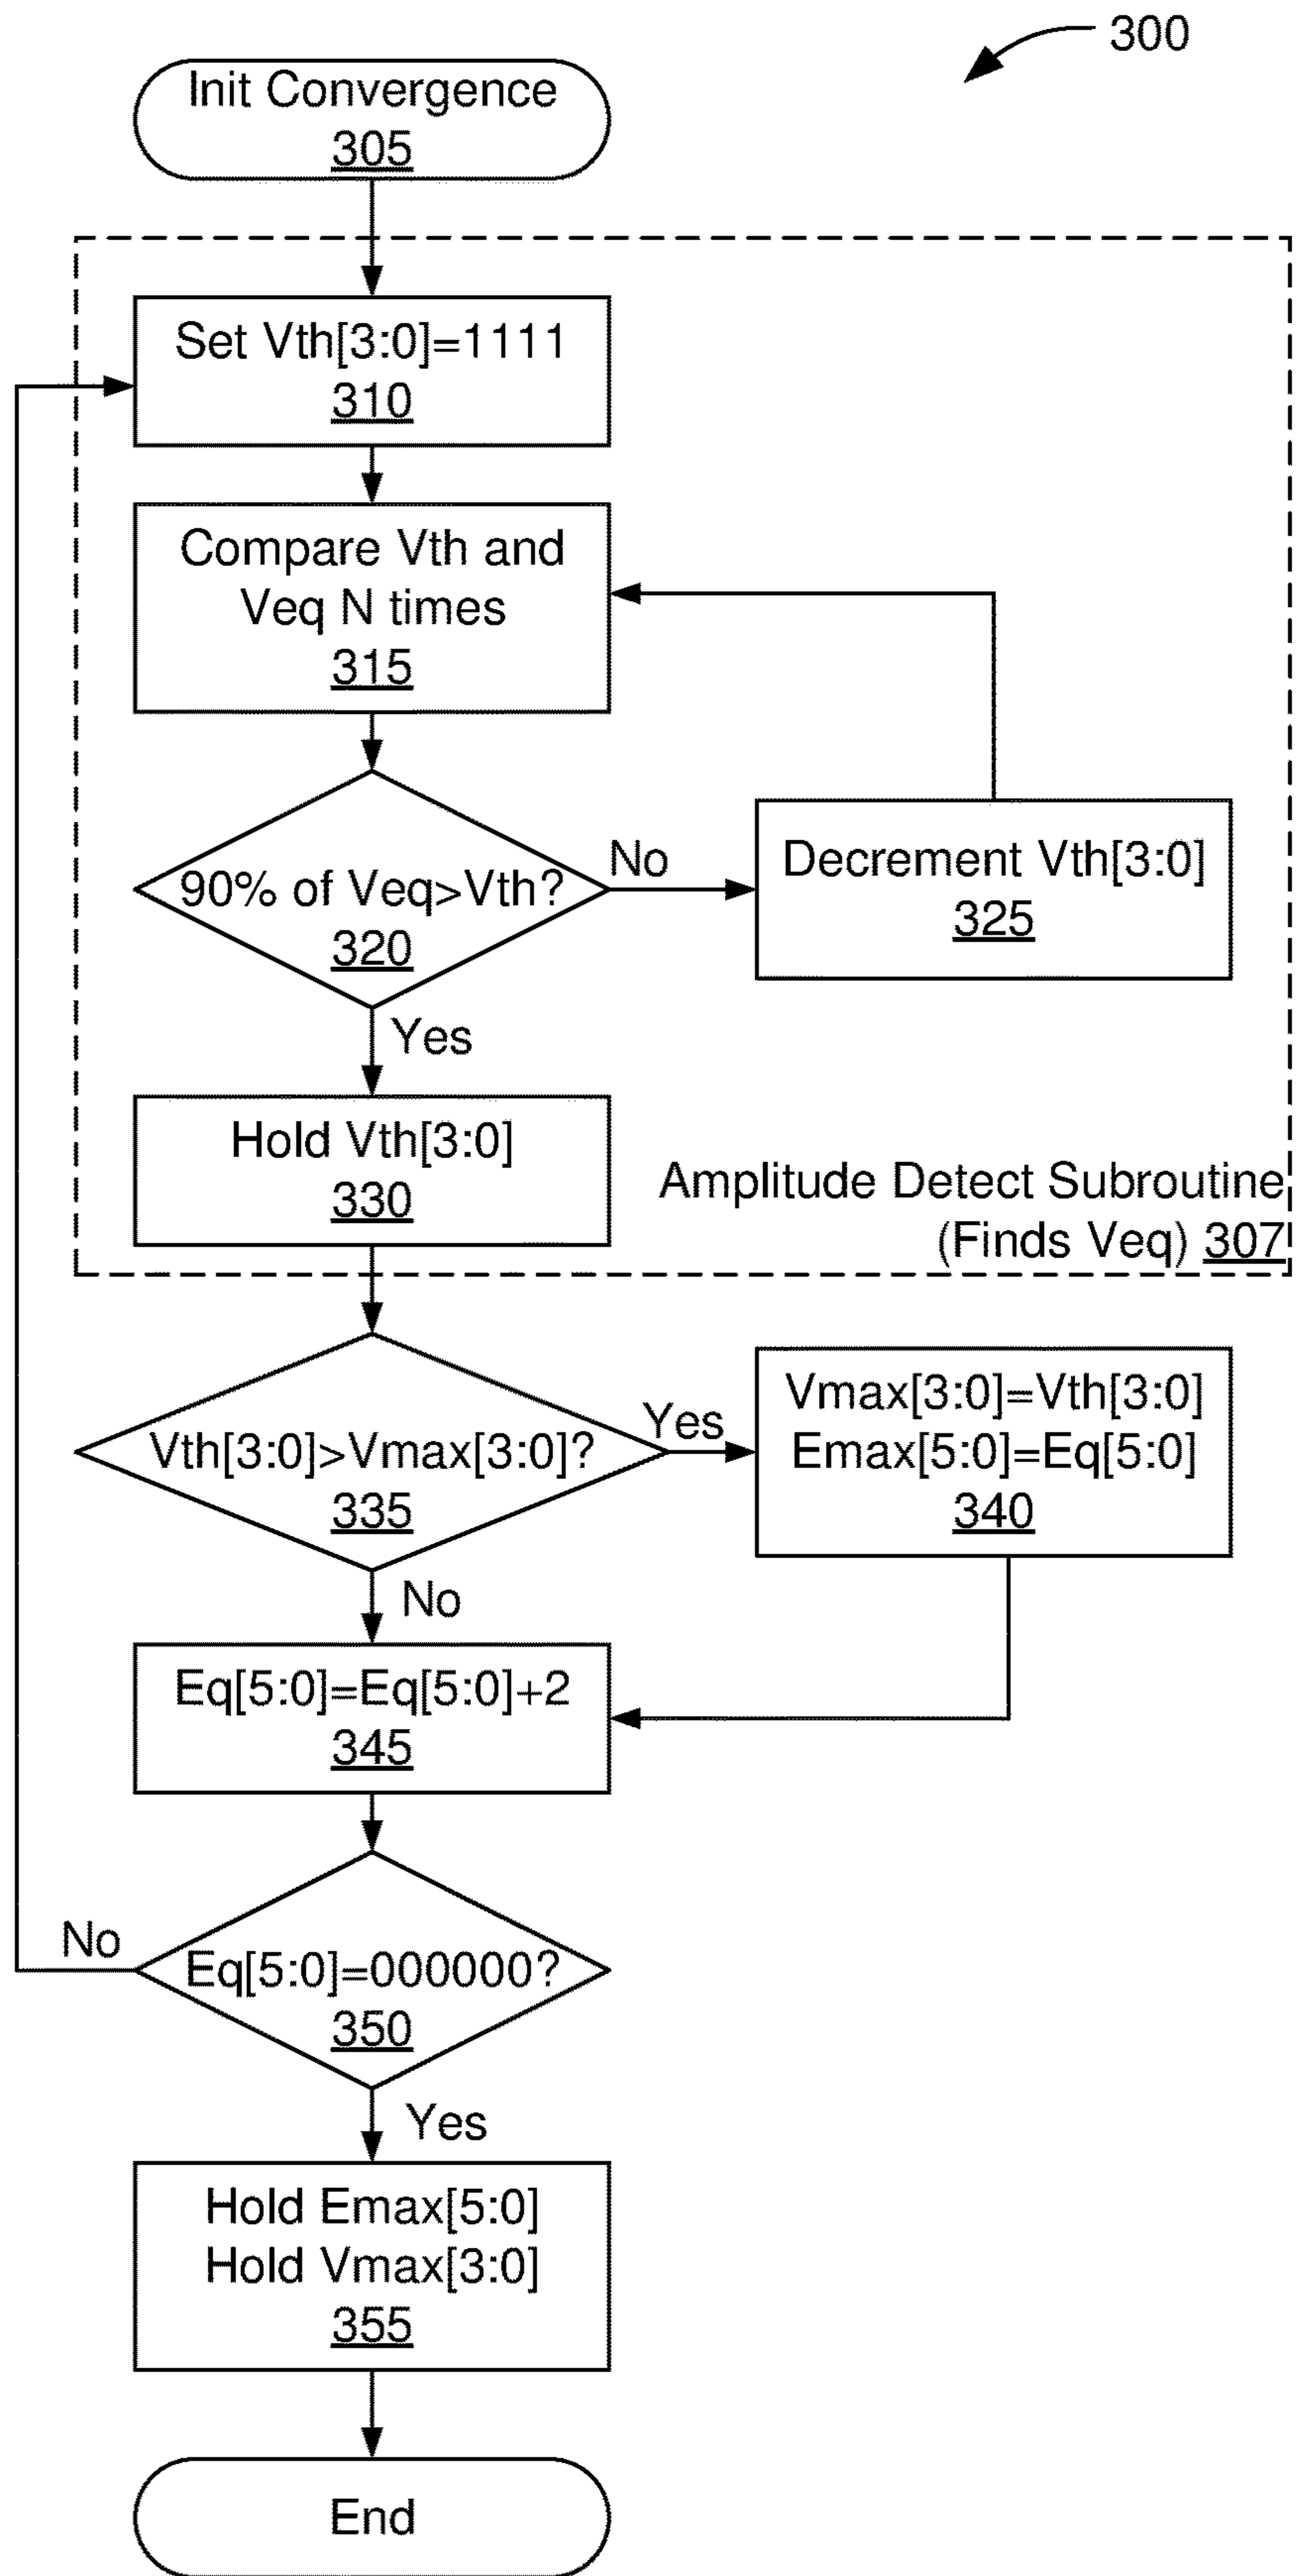 300
Init Convergence
305
Set Vth[3:0]=1111
310
Compare Vth and
Veq N times
315
90% of Veq>Vth?
320
No
Decrement Vth[3:0]
325
Yes
Hold Vth[3:0]
330
Amplitude Detect Subroutine
(Finds Veq) 307
Vth[3:0]>Vmax[3:0]?
335
Yes
Vmax[3:0]=Vth[3:0]
Emax[5:0]=Eq[5:0]
340
No
Eq[5:0]=Eq[5:0]+2
345
No
Eq[5:0]=000000?
350
Yes
Hold Emax[5:0]
Hold Vmax[3:0]
355
End